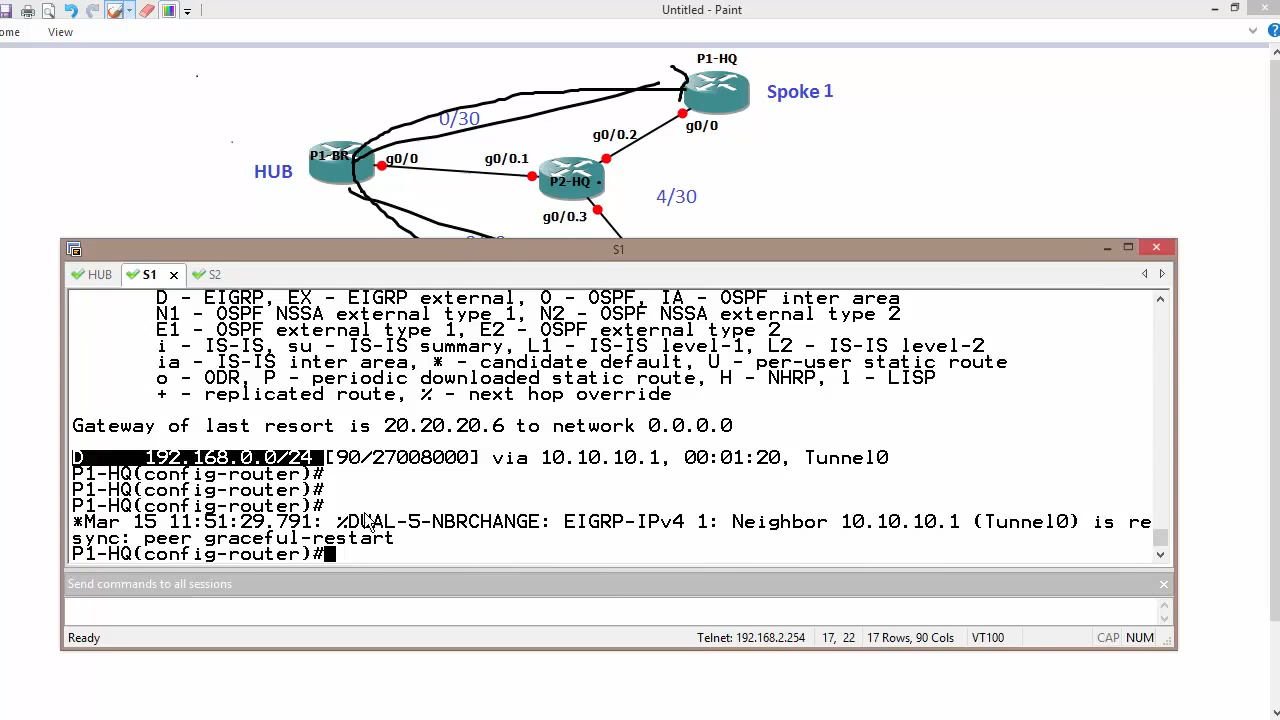 Untitled - Paint
ome
View
P1-HQ
Spoke 1
0/30
g0/0
g0/0.2
P1-BR
g0/0
g0/0.1
HUB
P2-HQ
4/30
g0/0.3
S1
HUB
S1
S2
D - EIGRP, EX - EIGRP external, O - OSPF, IA - OSPF inter area
N1 - OSPF NSSA external type 1, N2 - OSPF NSSA external type 2
E1 - OSPF external type 1, E2 - OSPF external type 2
i - IS-IS, su - IS-IS summary, L1 - IS-IS level-1, L2 - IS-IS level-2
ia - IS-IS inter area, * - candidate default, U - per-user static route
o - ODR, P - periodic downloaded static route, H - NHRP, l - LISP
+ - replicated route, % - next hop override
Gateway of last resort is 20.20.20.6 to network 0.0.0.0
D 192.168.0.0/24 [90/27008000] via 10.10.10.1, 00:01:20, Tunnel0
P1-HQ(config-router)#
P1-HQ(config-router)#
P1-HQ(config-router)#
*Mar 15 11:51:29.791: %DUAL-5-NBRCHANGE: EIGRP-IPv4 1: Neighbor 10.10.10.1 (Tunnel0) is re
sync: peer graceful-restart
P1-HQ(config-router)#
Send commands to all sessions
Ready
Telnet: 192.168.2.254
17, 22
17 Rows, 90 Cols
VT100
CAP
NUM